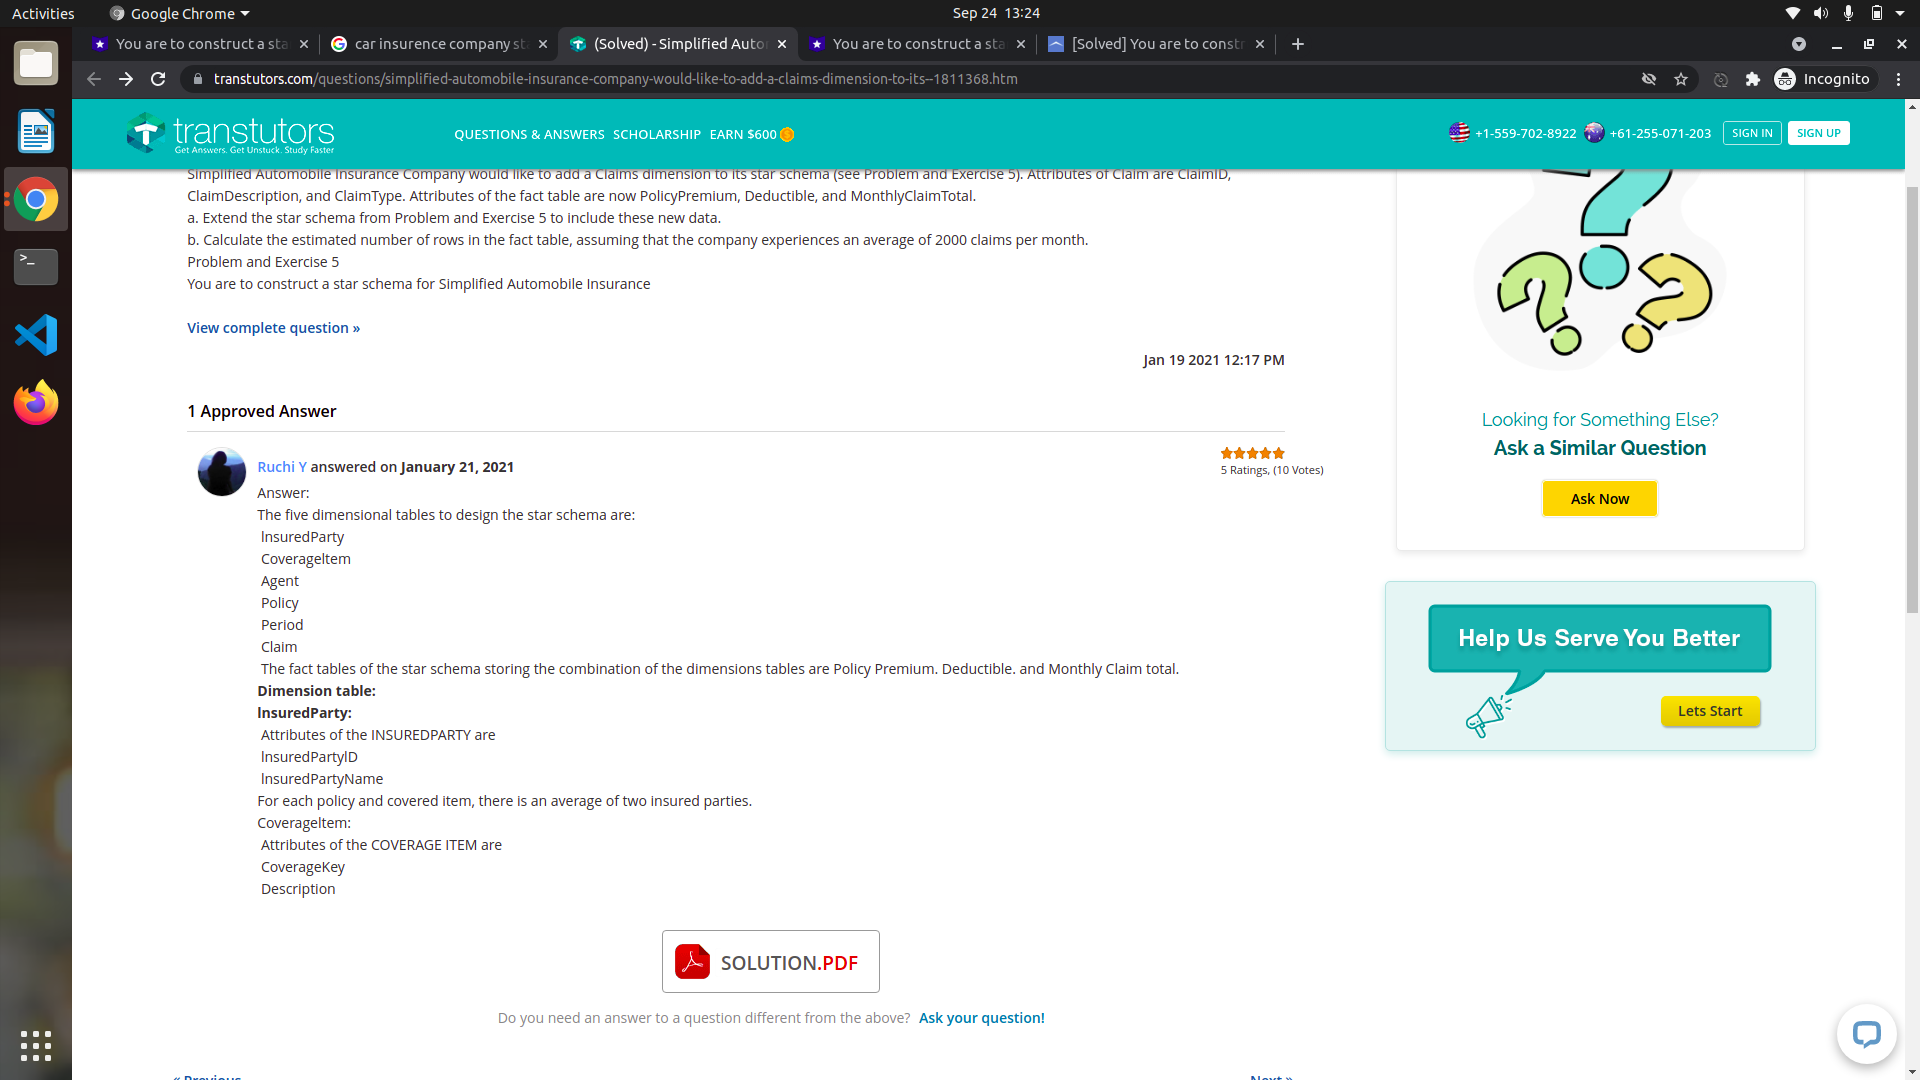 Activities
Google Chrome
Sep 24 13:24
You are to construct a sta
car insurence company sta
(Solved) - Simplified Auto
You are to construct a sta
[Solved] You are to constr
transtutors.com/questions/simplified-automobile-insurance-company-would-like-to-add-a-claims-dimension-to-its--1811368.htm
Incognito
transtutors
Get Answers. Get Unstuck. Study Faster
QUESTIONS & ANSWERS
SCHOLARSHIP
EARN $600
+1-559-702-8922
+61-255-071-203
SIGN IN
SIGN UP
Simplified Automobile Insurance Company would like to add a Claims dimension to its star schema (see Problem and Exercise 5). Attributes of Claim are ClaimID,
ClaimDescription, and ClaimType. Attributes of the fact table are now PolicyPremium, Deductible, and MonthlyClaimTotal.
a. Extend the star schema from Problem and Exercise 5 to include these new data.
b. Calculate the estimated number of rows in the fact table, assuming that the company experiences an average of 2000 claims per month.
Problem and Exercise 5
You are to construct a star schema for Simplified Automobile Insurance
View complete question »
Jan 19 2021 12:17 PM
1 Approved Answer
Ruchi Y answered on January 21, 2021
5 Ratings, (10 Votes)
Answer:
The five dimensional tables to design the star schema are:
lnsuredParty
Coverageltem
Agent
Policy
Period
Claim
The fact tables of the star schema storing the combination of the dimensions tables are Policy Premium. Deductible. and Monthly Claim total.
Dimension table:
lnsuredParty:
Attributes of the INSUREDPARTY are
lnsuredPartylD
lnsuredPartyName
For each policy and covered item, there is an average of two insured parties.
Coverageltem:
Attributes of the COVERAGE ITEM are
CoverageKey
Description
SOLUTION.PDF
Do you need an answer to a question different from the above? Ask your question!
« Previous
Next »
Looking for Something Else?
Ask a Similar Question
Ask Now
Help Us Serve You Better
Lets Start